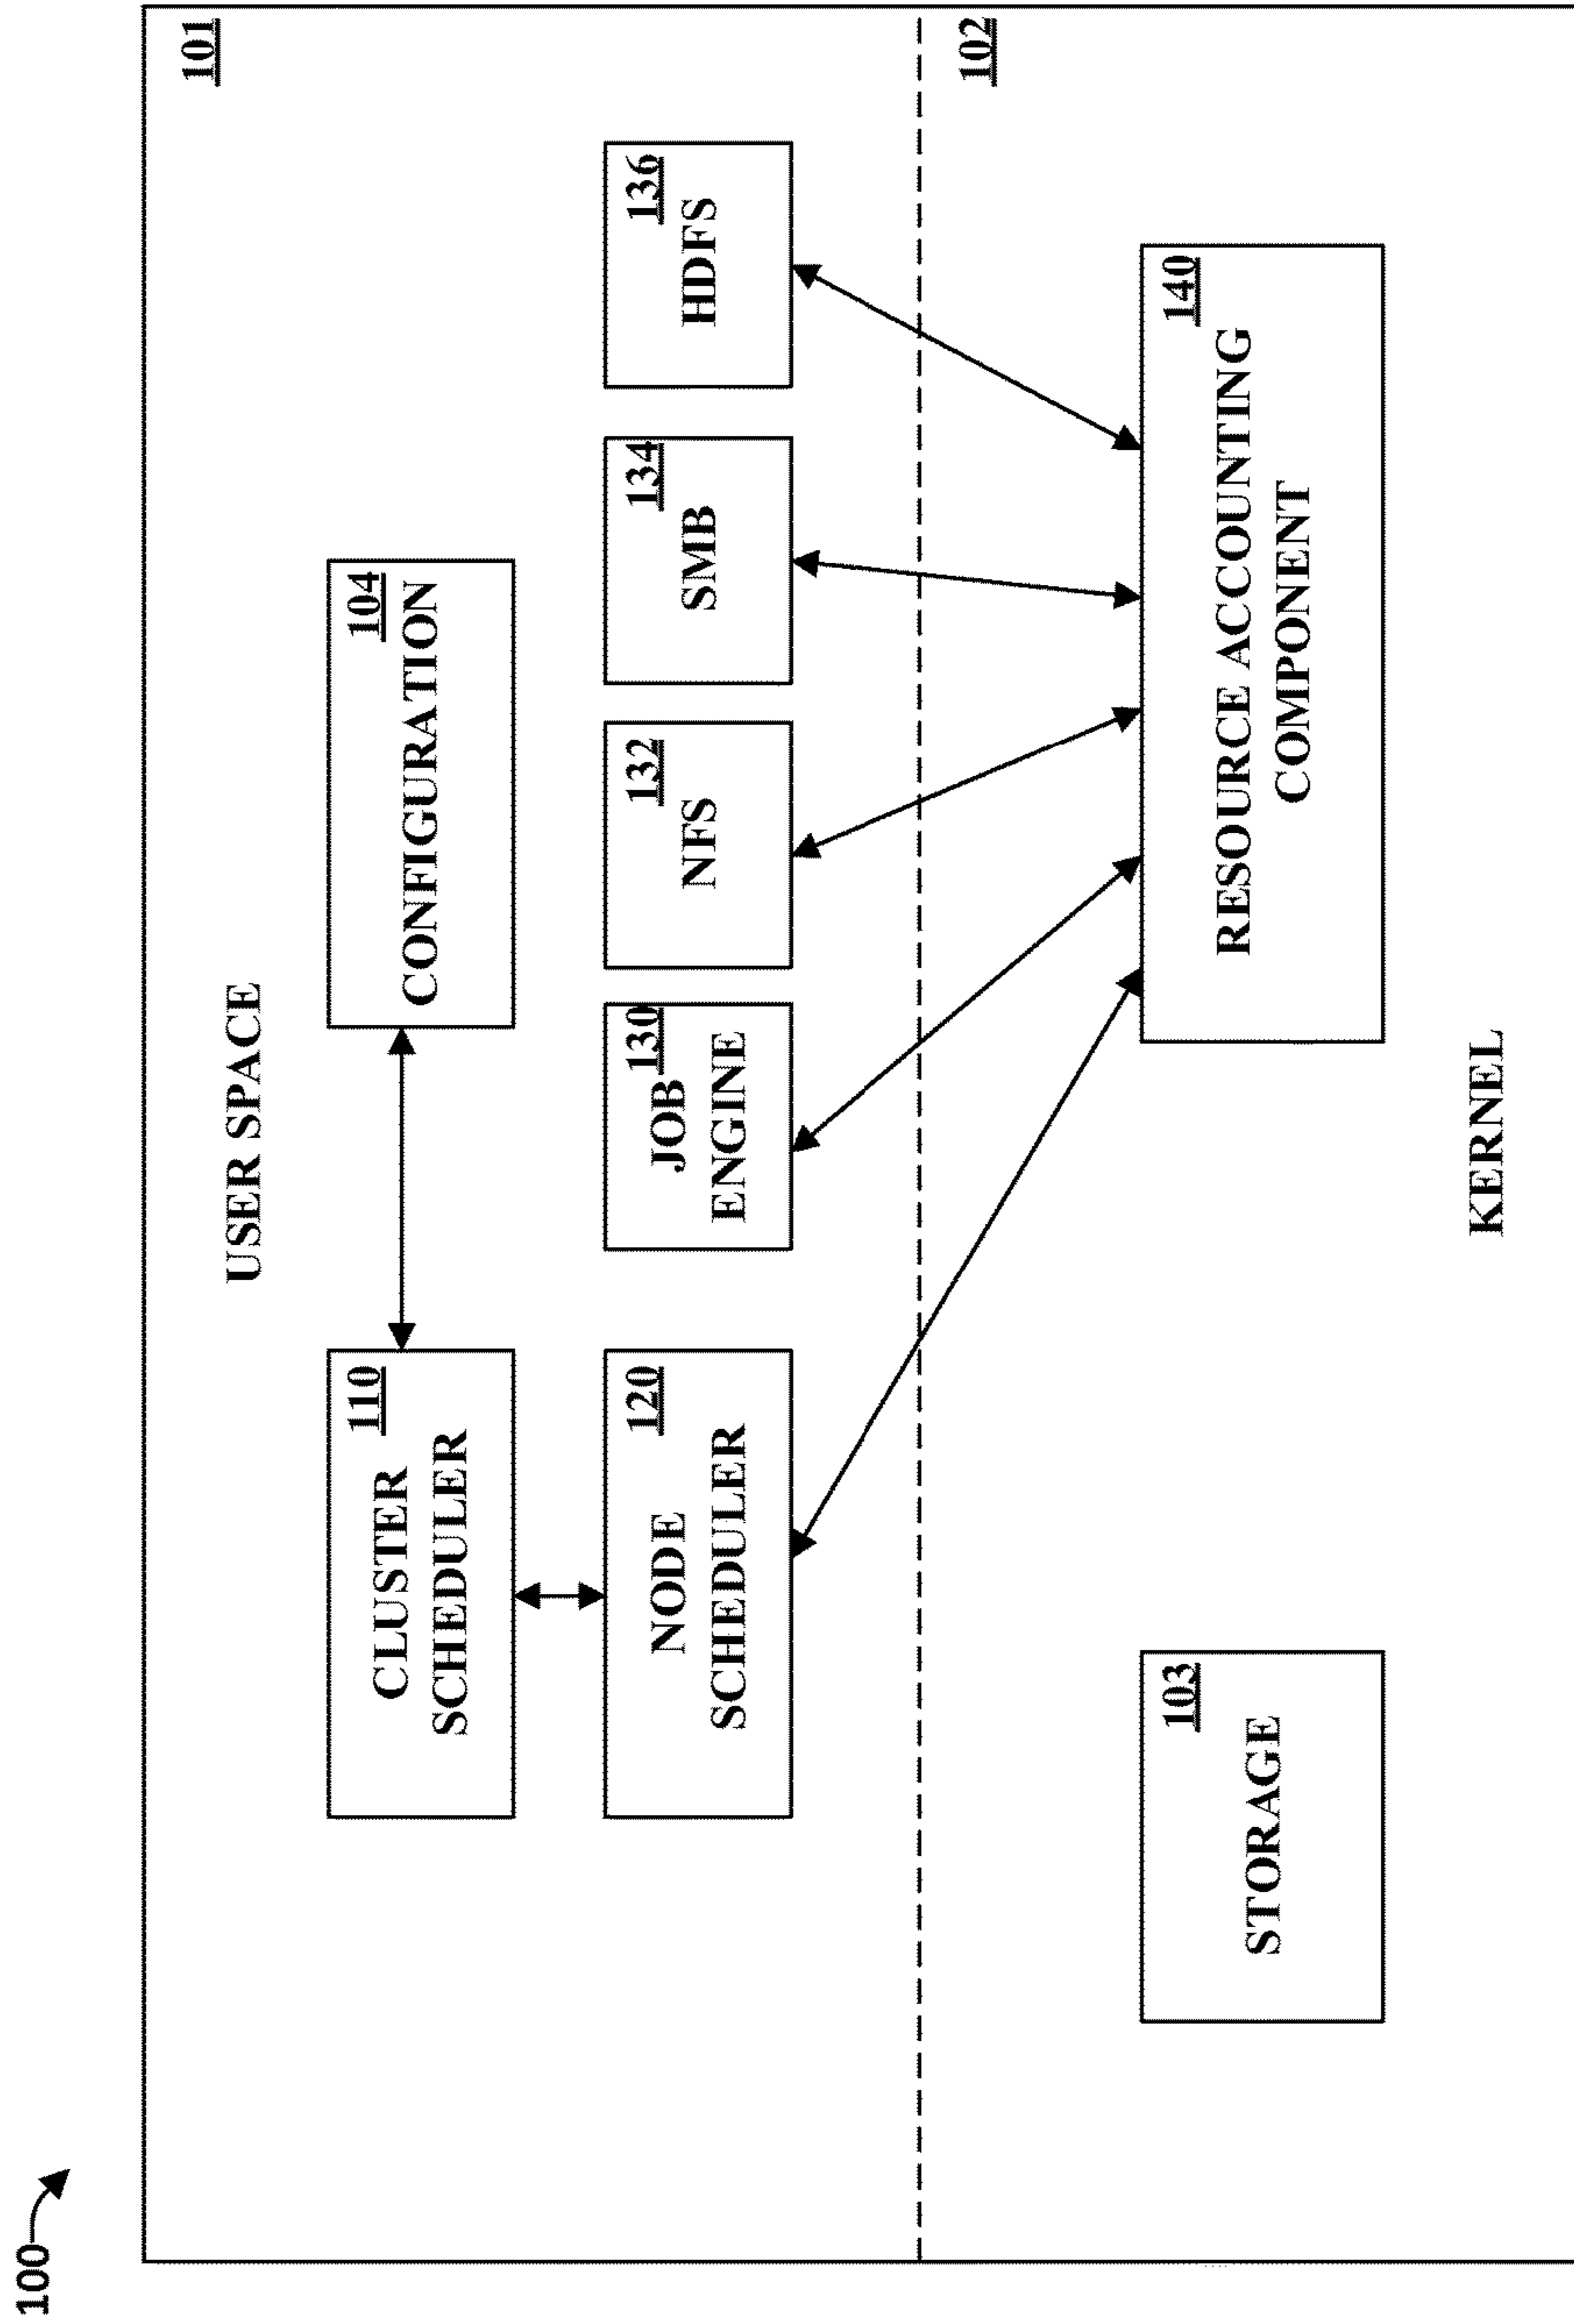 100
101
USER SPACE
110
CLUSTER
SCHEDULER
104
CONFIGURATION
120
NODE
SCHEDULER
130
JOB
ENGINE
132
NFS
134
SMB
136
HDFS
102
103
STORAGE
140
RESOURCE ACCOUNTING
COMPONENT
KERNEL